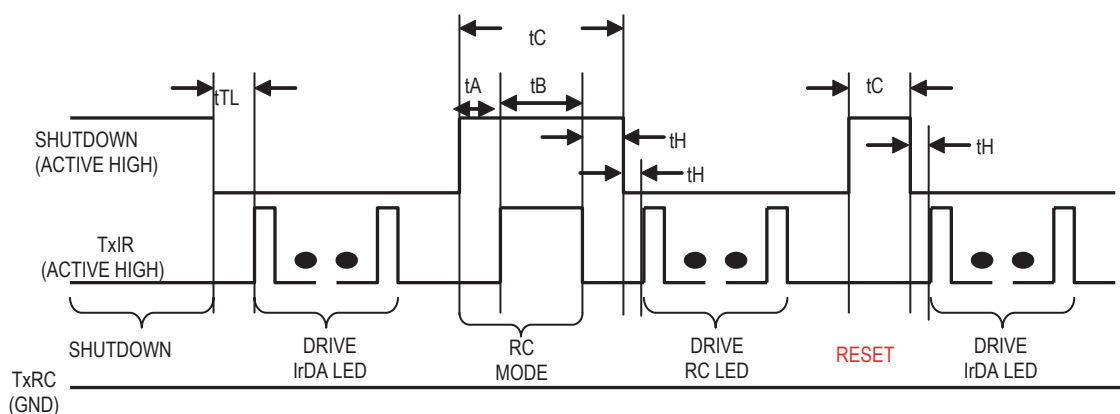 tC
tA
tB
tC
tTL
SHUTDOWN
(ACTIVE HIGH)
tH
tH
tH
TxIR
(ACTIVE HIGH)
SHUTDOWN
DRIVE
IrDA LED
RC
MODE
DRIVE
RC LED
RESET
DRIVE
IrDA LED
TxRC
(GND)